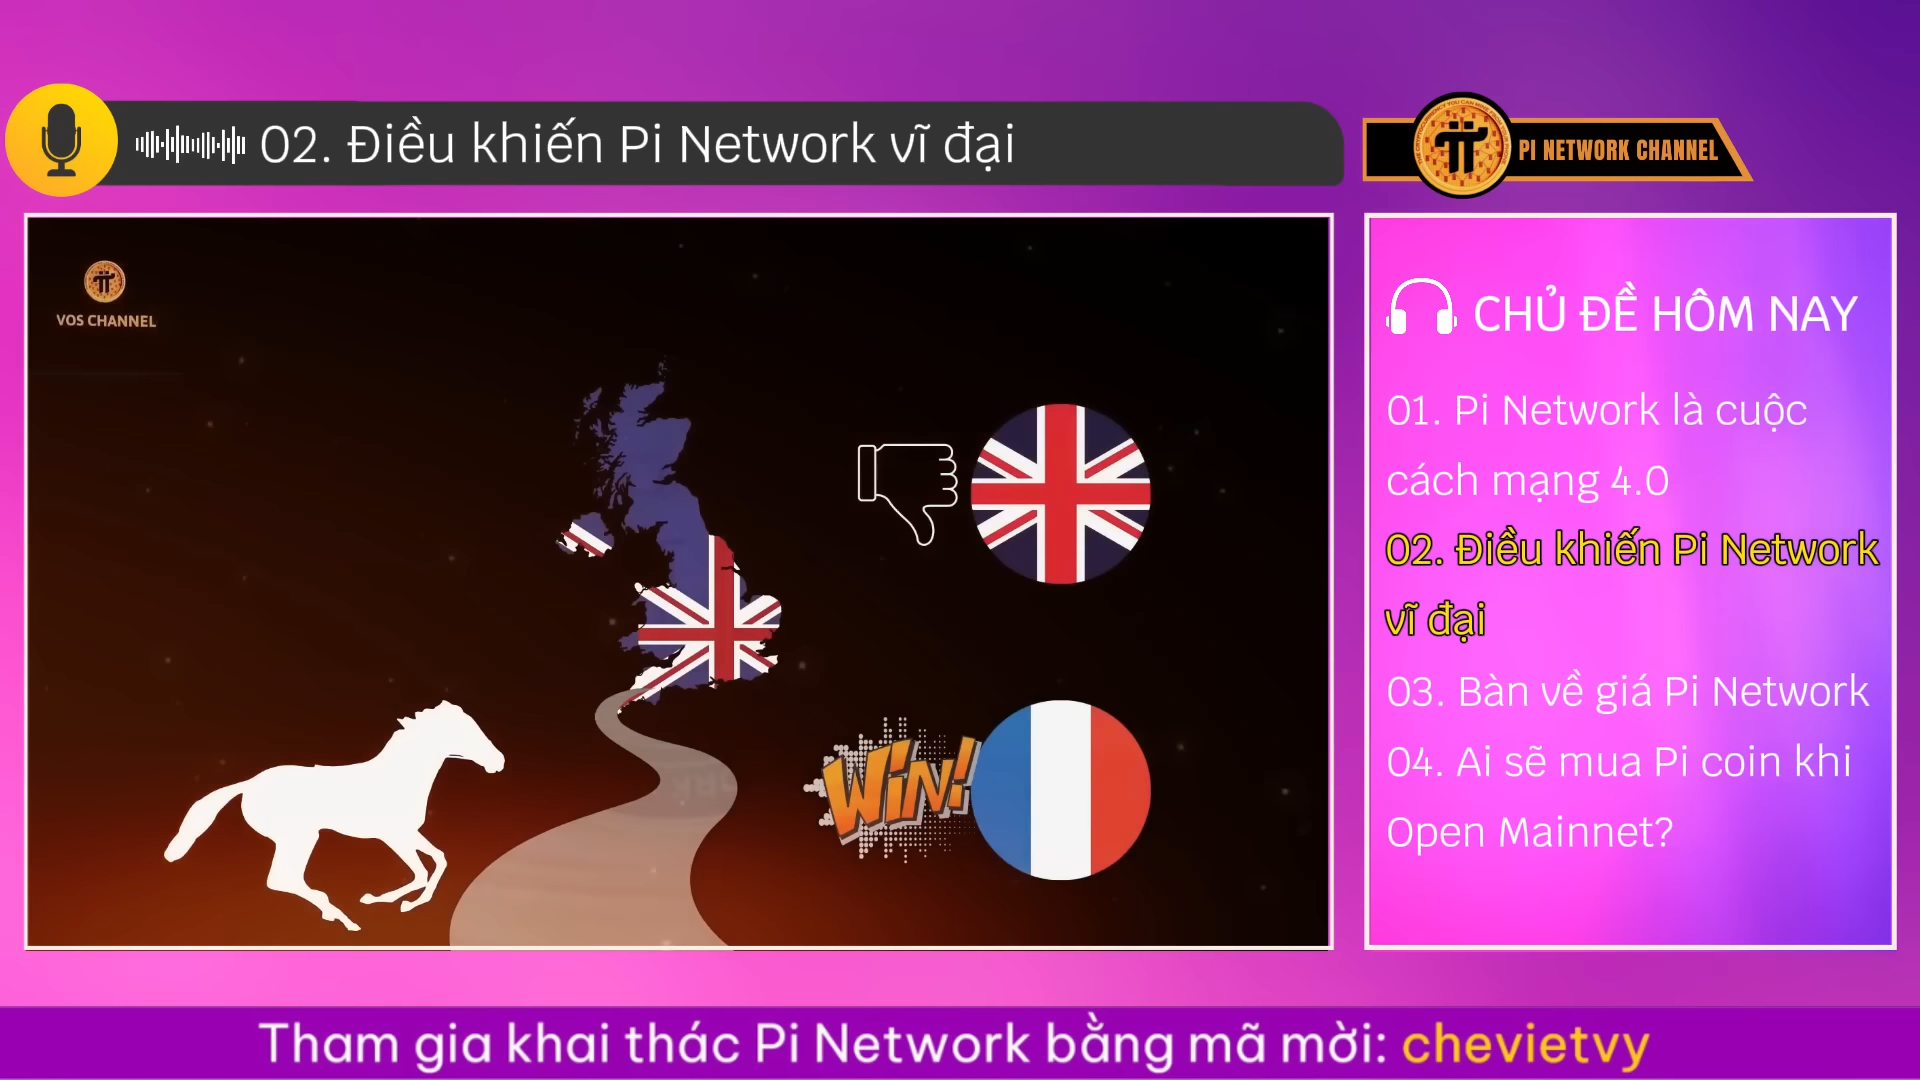 02. Điều khiến Pi Network vĩ đại
PI NETWORK CHANNEL
VOS CHANNEL
WIN!
CHỦ ĐỀ HÔM NAY
01. Pi Network là cuộc
cách mạng 4.0
02. Điều khiến Pi Network
vĩ đại
03. Bàn về giá Pi Network
04. Ai sẽ mua Pi coin khi
Open Mainnet?
Tham gia khai thác Pi Network bằng mã mời: chevietvy